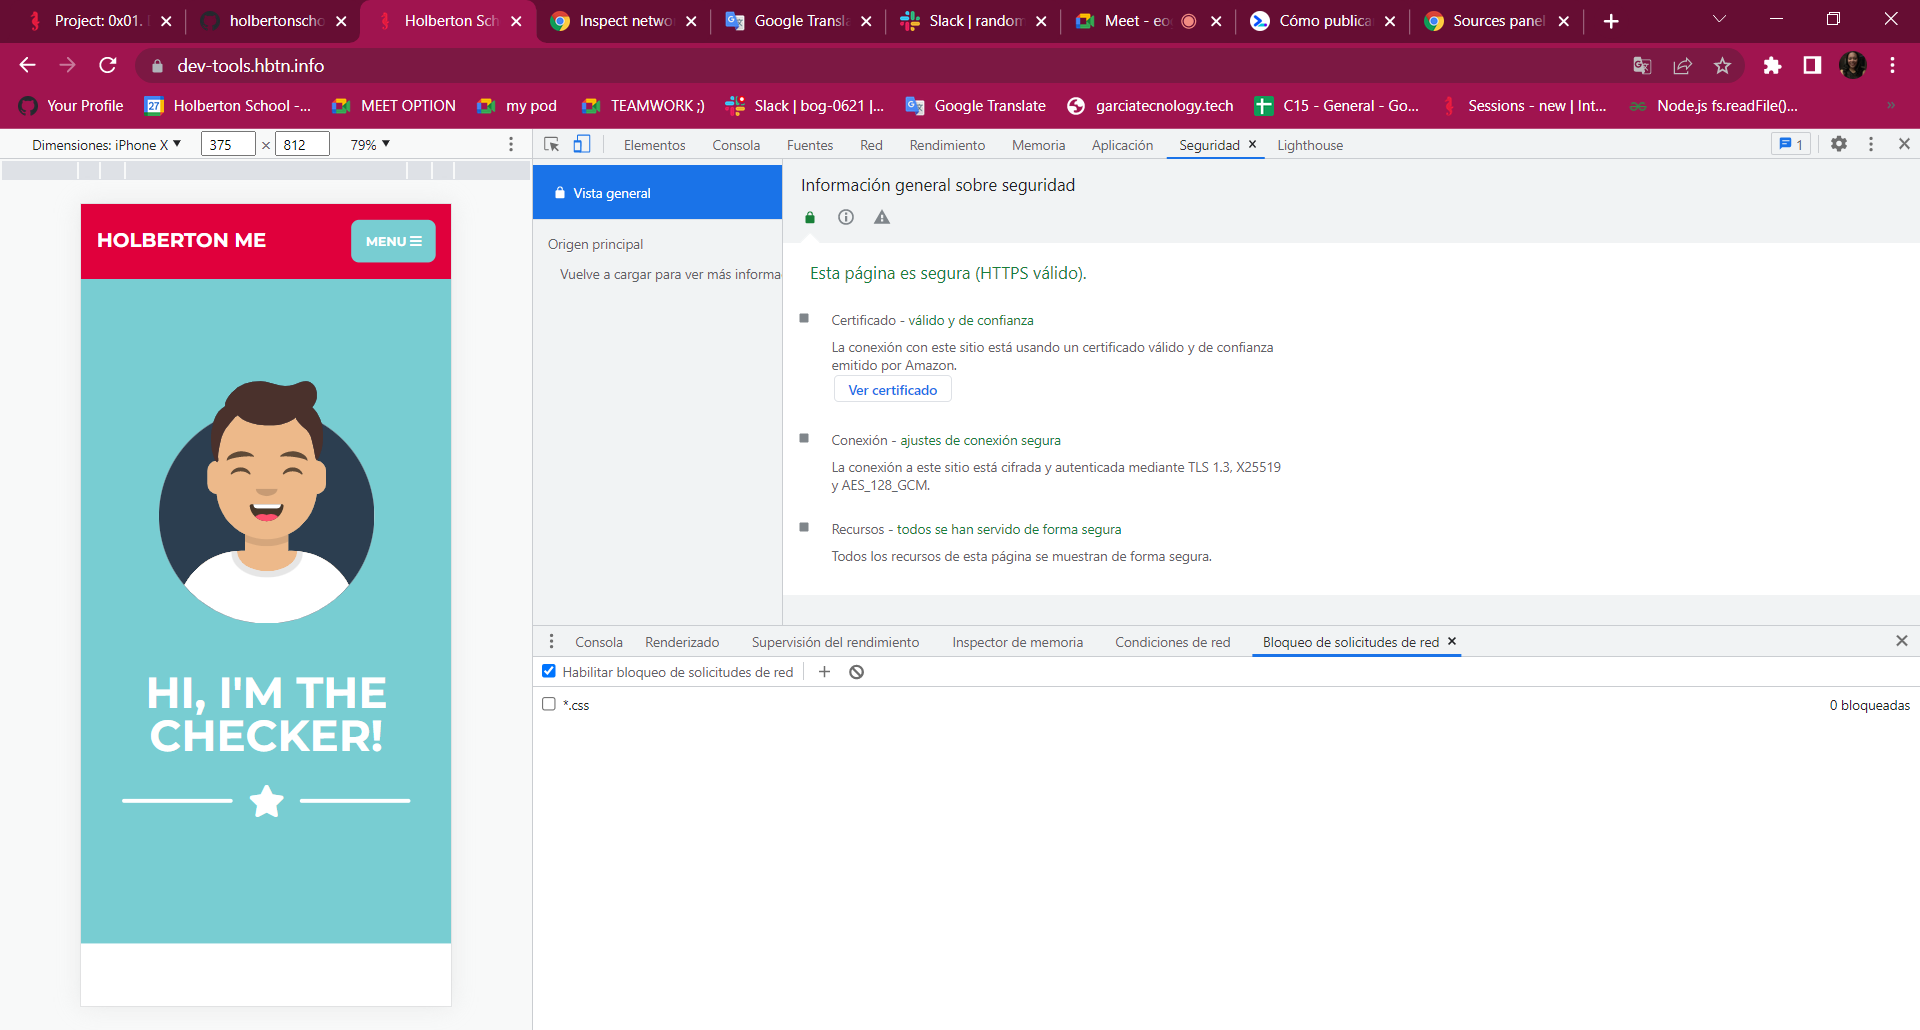 Project: 0x01.
holbertonscho
Holberton Sch
Inspect netwo
Google Transla
Slack | random
Meet - eo
Cómo publica
Sources panel
dev-tools.hbtn.info
Your Profile
27
Holberton School -...
MEET OPTION
my pod
TEAMWORK ;)
Slack | bog-0621 |...
Google Translate
garciatecnology.tech
C15 - General - Go...
Sessions - new | Int...
Node.js fs.readFile()...
»
Dimensiones: iPhone X ▼
375
×
812
79% ▼
Elementos
Consola
Fuentes
Red
Rendimiento
Memoria
Aplicación
Seguridad
Lighthouse
1
HOLBERTON ME
MENU
HI, I'M THE
CHECKER!
Vista general
Origen principal
Vuelve a cargar para ver más informa
Información general sobre seguridad
Esta página es segura (HTTPS válido).
Certificado - válido y de confianza
La conexión con este sitio está usando un certificado válido y de confianza
emitido por Amazon.
Ver certificado
Conexión - ajustes de conexión segura
La conexión a este sitio está cifrada y autenticada mediante TLS 1.3, X25519
y AES_128_GCM.
Recursos - todos se han servido de forma segura
Todos los recursos de esta página se muestran de forma segura.
Consola
Renderizado
Supervisión del rendimiento
Inspector de memoria
Condiciones de red
Bloqueo de solicitudes de red
Habilitar bloqueo de solicitudes de red
*.css
0 bloqueadas